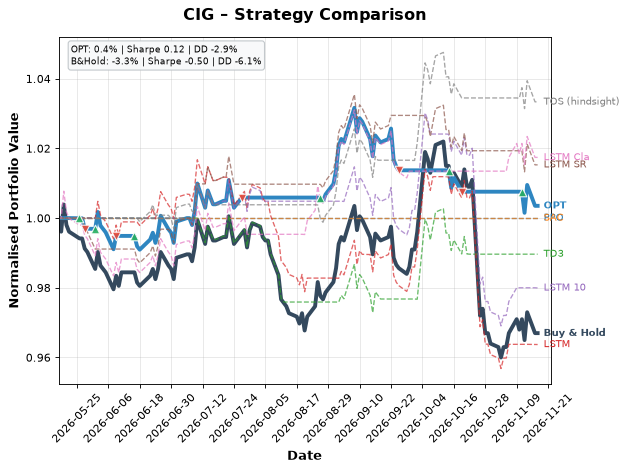 CIG – Strategy Comparison
OPT: 0.4% | Sharpe 0.12 | DD -2.9%
B&Hold: -3.3% | Sharpe -0.50 | DD -6.1%
Normalised Portfolio Value
1.04
1.02
1.00
0.98
0.96
TOS (hindsight)
LSTM Cla
LSTM SR
OPT
TD3
LSTM 10
Buy & Hold
LSTM
2026-05-25
2026-06-06
2026-06-18
2026-06-30
2026-07-12
2026-07-24
2026-08-05
2026-08-17
2026-08-29
2026-09-10
2026-09-22
2026-10-04
2026-10-16
2026-10-28
2026-11-09
2026-11-21
Date